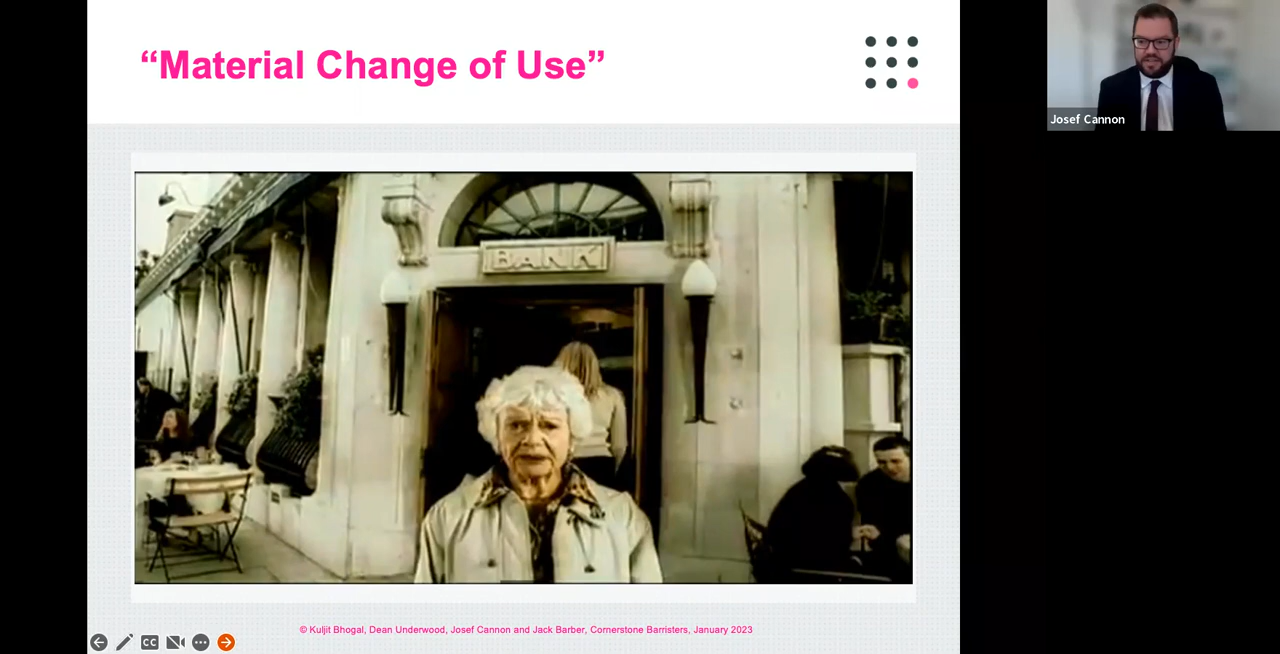 “Material Change of Use”
Josef Cannon
BANK
© Kuljit Bhogal, Dean Underwood, Josef Cannon and Jack Barber, Cornerstone Barristers, January 2023
CC